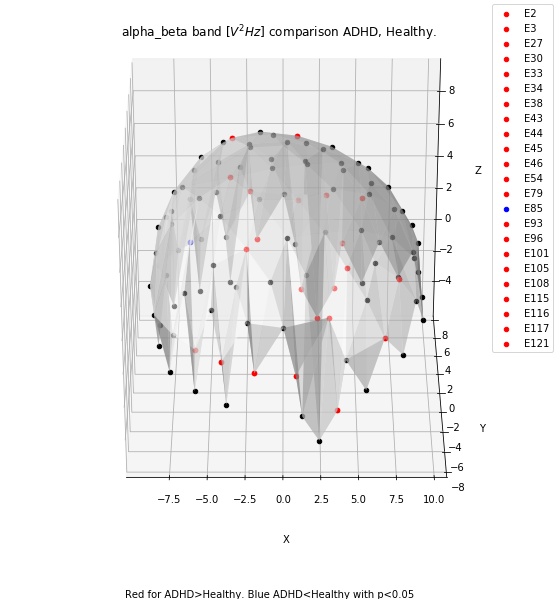 alpha_beta band [V²Hz] comparison ADHD, Healthy.
E2
E3
E27
E30
E33
E34
E38
E43
E44
E45
E46
E54
E79
E85
E93
E96
E101
E105
E108
E115
E116
E117
E121
8
6
4
Z
2
0
−2
−4
8
6
4
2
0
−2
Y
−4
−6
−8
−7.5 −5.0 −2.5 0.0 2.5 5.0 7.5 10.0
X
Red for ADHD>Healthy. Blue ADHD<Healthy with p<0.05